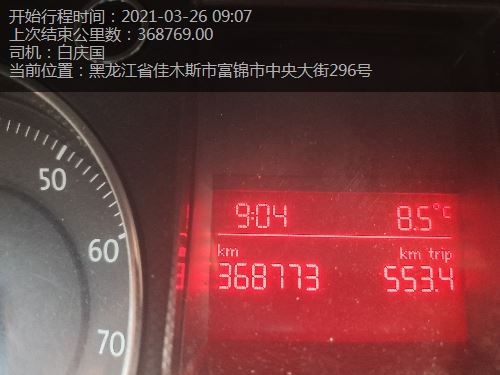 开始行程时间：2021-03-26 09:07
上次结束公里数：368769.00
司机：白庆国
当前位置：黑龙江省佳木斯市富锦市中央大街296号
50
60
70
9:04 8.5°C
km km trip
368773 553.4